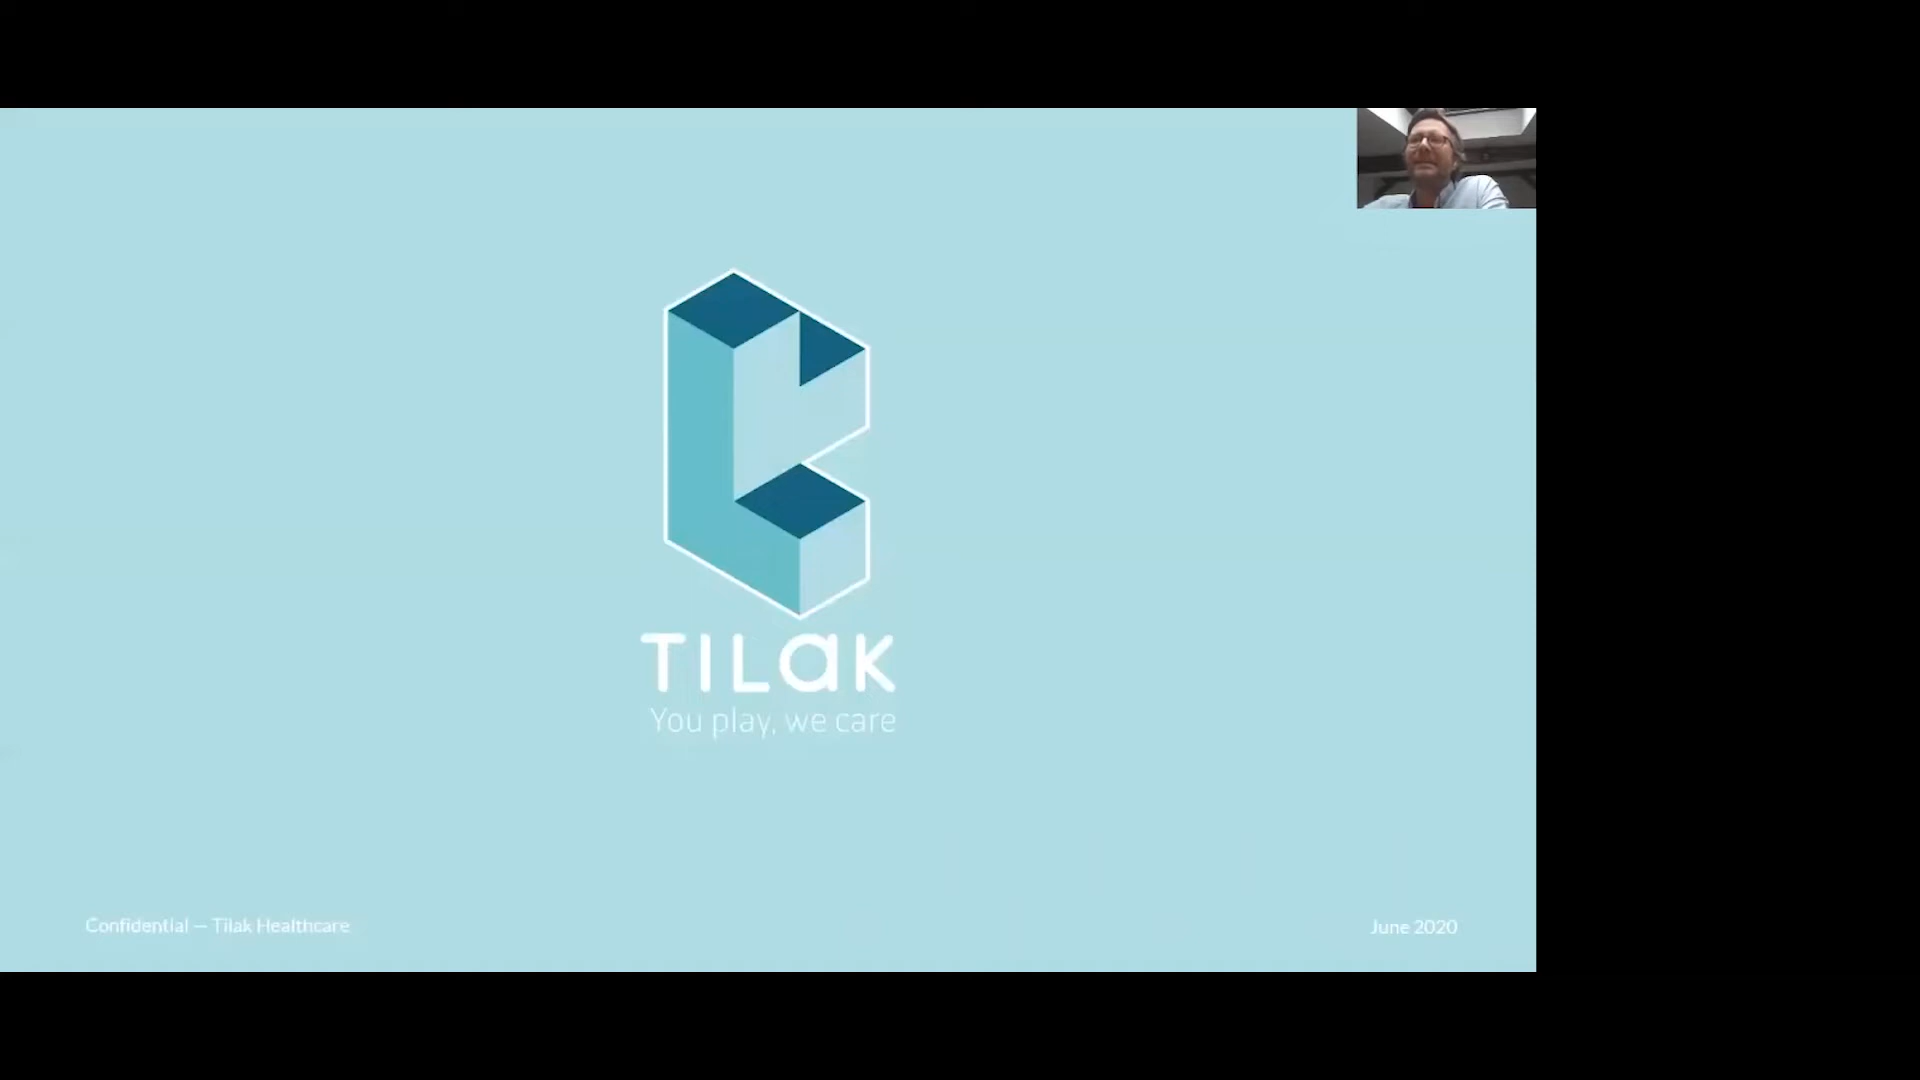 TILaK
You play, we care
Confidential — Tilak Healthcare
June 2020